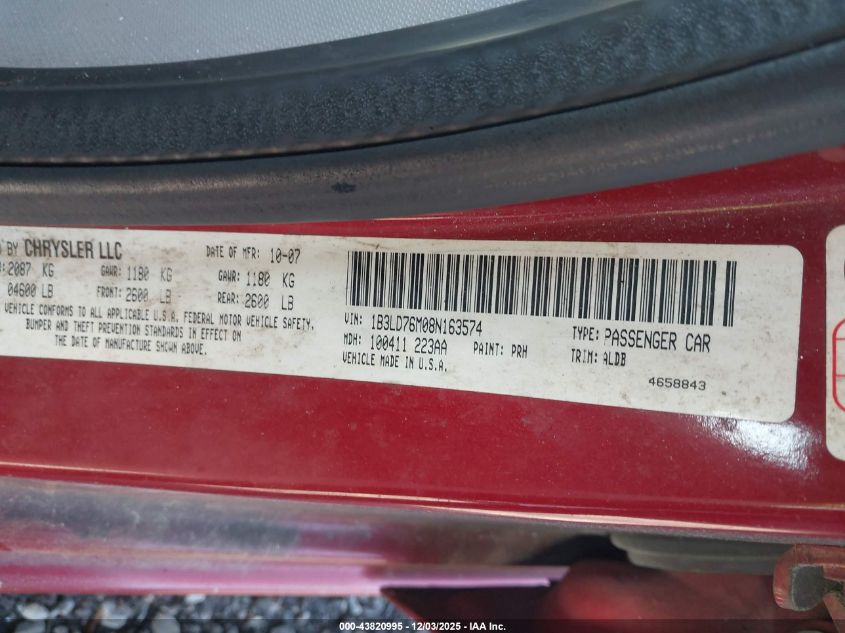 BY CHRYSLER LLC
DATE OF MFR: 10-07
2087 KG
GAWR: 1180 KG
GAWR: 1180 KG
04600 LB
FRONT: 2600 LB
REAR: 2600 LB
VEHICLE CONFORMS TO ALL APPLICABLE U.S.A. FEDERAL MOTOR VEHICLE SAFETY,
BUMPER AND THEFT PREVENTION STANDARDS IN EFFECT ON
THE DATE OF MANUFACTURE SHOWN ABOVE.
VIN: 1B3LD76M08N163574
TYPE: PASSENGER CAR
MDH: 100411 223AA
PAINT: PRH
TRIM: ALDB
VEHICLE MADE IN U.S.A.
4658843
000-43820995 - 12/03/2025 - IAA Inc.